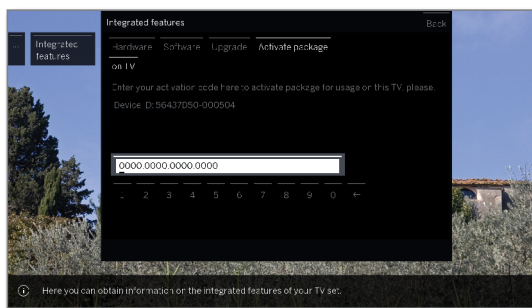 Integrated features
Back
...
Integrated
features
Hardware Software Upgrade Activate package
on TV
Enter your activation code here to activate package for usage on this TV, please.
Device ID: 56437050-000504
0000.0000.0000.0000
1 2 3 4 5 6 7 8 9 0 ←
Here you can obtain information on the integrated features of your TV set.